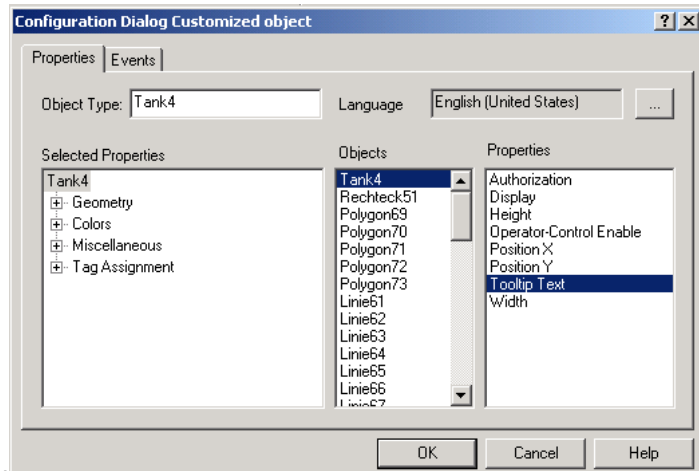 Configuration Dialog Customized object
Properties
Events
Object Type:
Tank4
Language
English (United States)
...
Selected Properties
Tank4
Geometry
Colors
Miscellaneous
Tag Assignment
Objects
Tank4
Rechteck51
Polygon69
Polygon70
Polygon71
Polygon72
Polygon73
Linie61
Linie62
Linie63
Linie64
Linie65
Linie66
Linie67
Properties
Authorization
Display
Height
Operator-Control Enable
Position X
Position Y
Tooltip Text
Width
OK
Cancel
Help